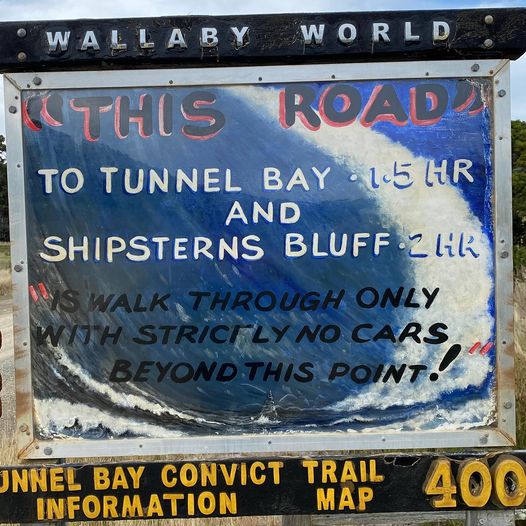 WALLABY WORLD
"THIS ROAD"
TO TUNNEL BAY · 1·5 HR
AND
SHIPSTERNS BLUFF · 2 HR
"IS WALK THROUGH ONLY
WITH STRICTLY NO CARS
BEYOND THIS POINT!"
UNNEL BAY CONVICT TRAIL
INFORMATION MAP 400